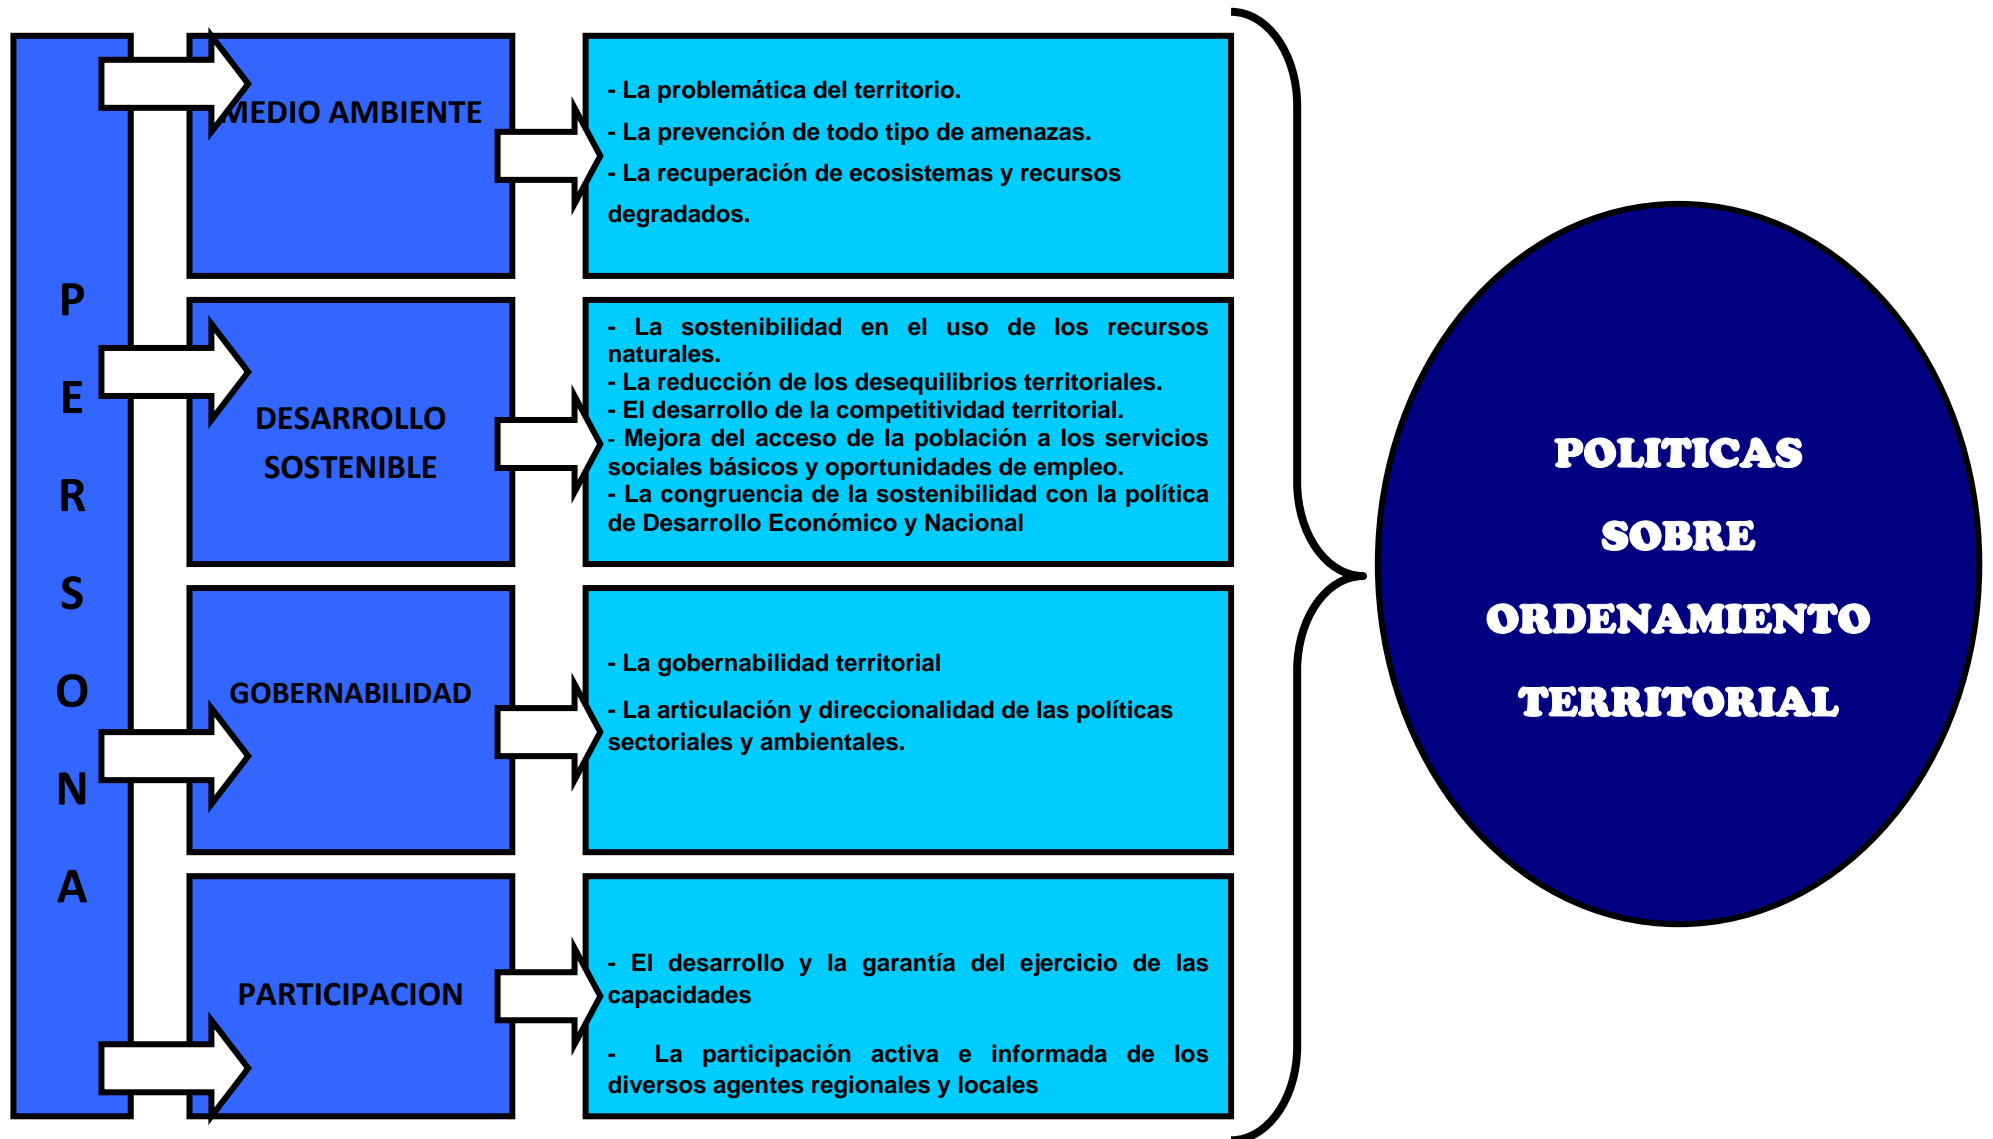 P
E
R
S
O
N
A
MEDIO AMBIENTE
- La problemática del territorio.
- La prevención de todo tipo de amenazas.
- La recuperación de ecosistemas y recursos
degradados.
DESARROLLO
SOSTENIBLE
- La sostenibilidad en el uso de los recursos
naturales.
- La reducción de los desequilibrios territoriales.
- El desarrollo de la competitividad territorial.
- Mejora del acceso de la población a los servicios
sociales básicos y oportunidades de empleo.
- La congruencia de la sostenibilidad con la política
de Desarrollo Económico y Nacional
GOBERNABILIDAD
- La gobernabilidad territorial
- La articulación y direccionalidad de las políticas
sectoriales y ambientales.
PARTICIPACION
- El desarrollo y la garantía del ejercicio de las
capacidades
- La participación activa e informada de los
diversos agentes regionales y locales
POLITICAS
SOBRE
ORDENAMIENTO
TERRITORIAL